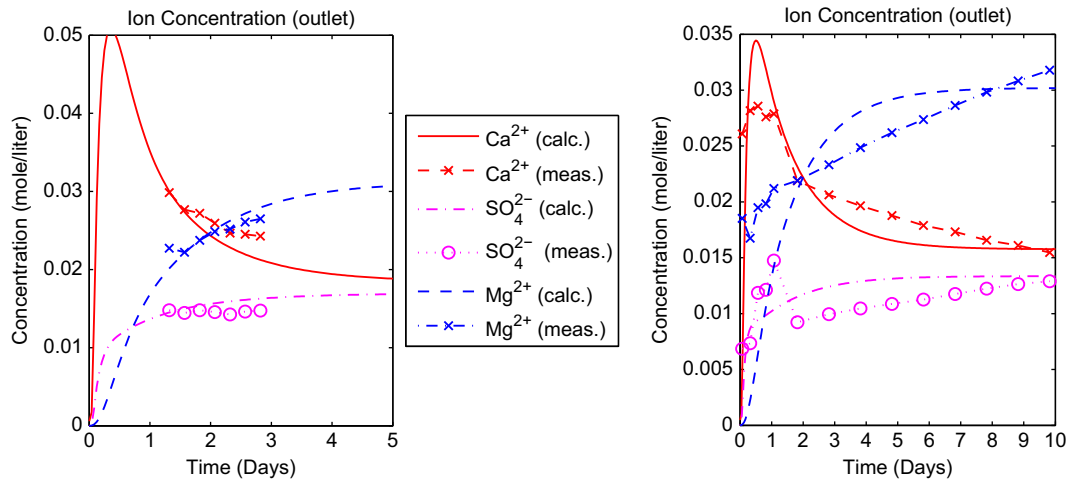 Ion Concentration (outlet)
0.05
0.04
0.03
0.02
0.01
0
Concentration (mole/liter)
0 1 2 3 4 5
Time (Days)
Ca2+ (calc.)
Ca2+ (meas.)
SO42− (calc.)
SO42− (meas.)
Mg2+ (calc.)
Mg2+ (meas.)
Ion Concentration (outlet)
0.035
0.03
0.025
0.02
0.015
0.01
0.005
0
Concentration (mole/liter)
0 1 2 3 4 5 6 7 8 9 10
Time (Days)